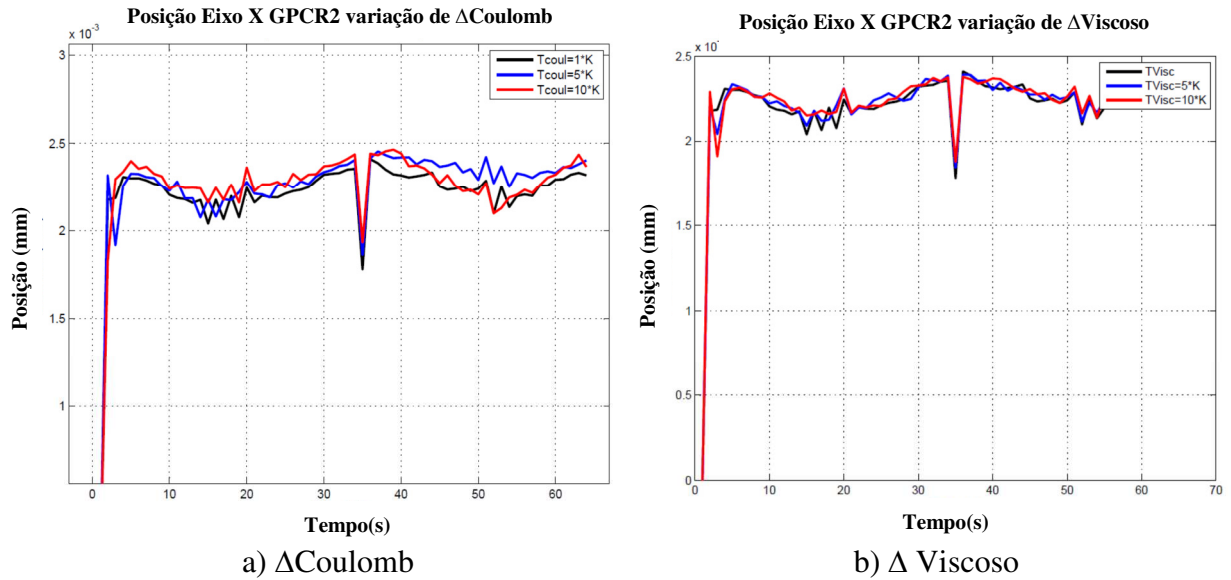 Posição Eixo X GPCR2 variação de ΔCoulomb
x 10⁻³
3
2.5
2
1.5
1
Tcoul=1*K
Tcoul=5*K
Tcoul=10*K
Posição (mm)
0 10 20 30 40 50 60
Tempo(s)
a) ΔCoulomb
Posição Eixo X GPCR2 variação de ΔViscoso
2.5 x 10⁻
2
1.5
1
0.5
0
TVisc
TVisc=5*K
TVisc=10*K
Posição (mm)
0 10 20 30 40 50 60 70
Tempo(s)
b) Δ Viscoso